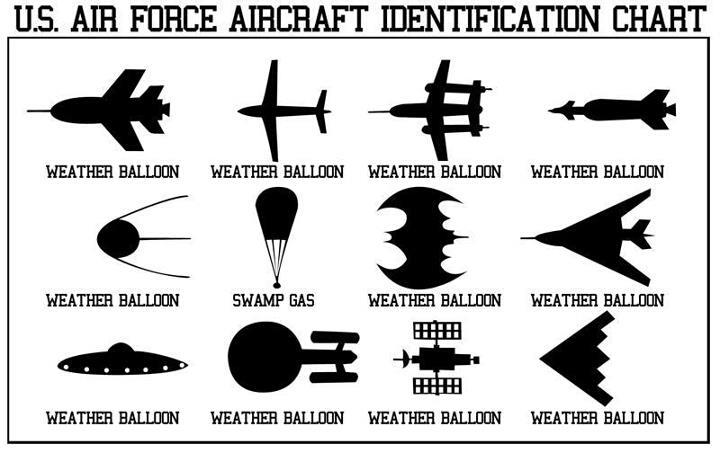 U.S. AIR FORCE AIRCRAFT IDENTIFICATION CHART
WEATHER BALLOON WEATHER BALLOON WEATHER BALLOON WEATHER BALLOON
WEATHER BALLOON SWAMP GAS WEATHER BALLOON WEATHER BALLOON
WEATHER BALLOON WEATHER BALLOON WEATHER BALLOON WEATHER BALLOON